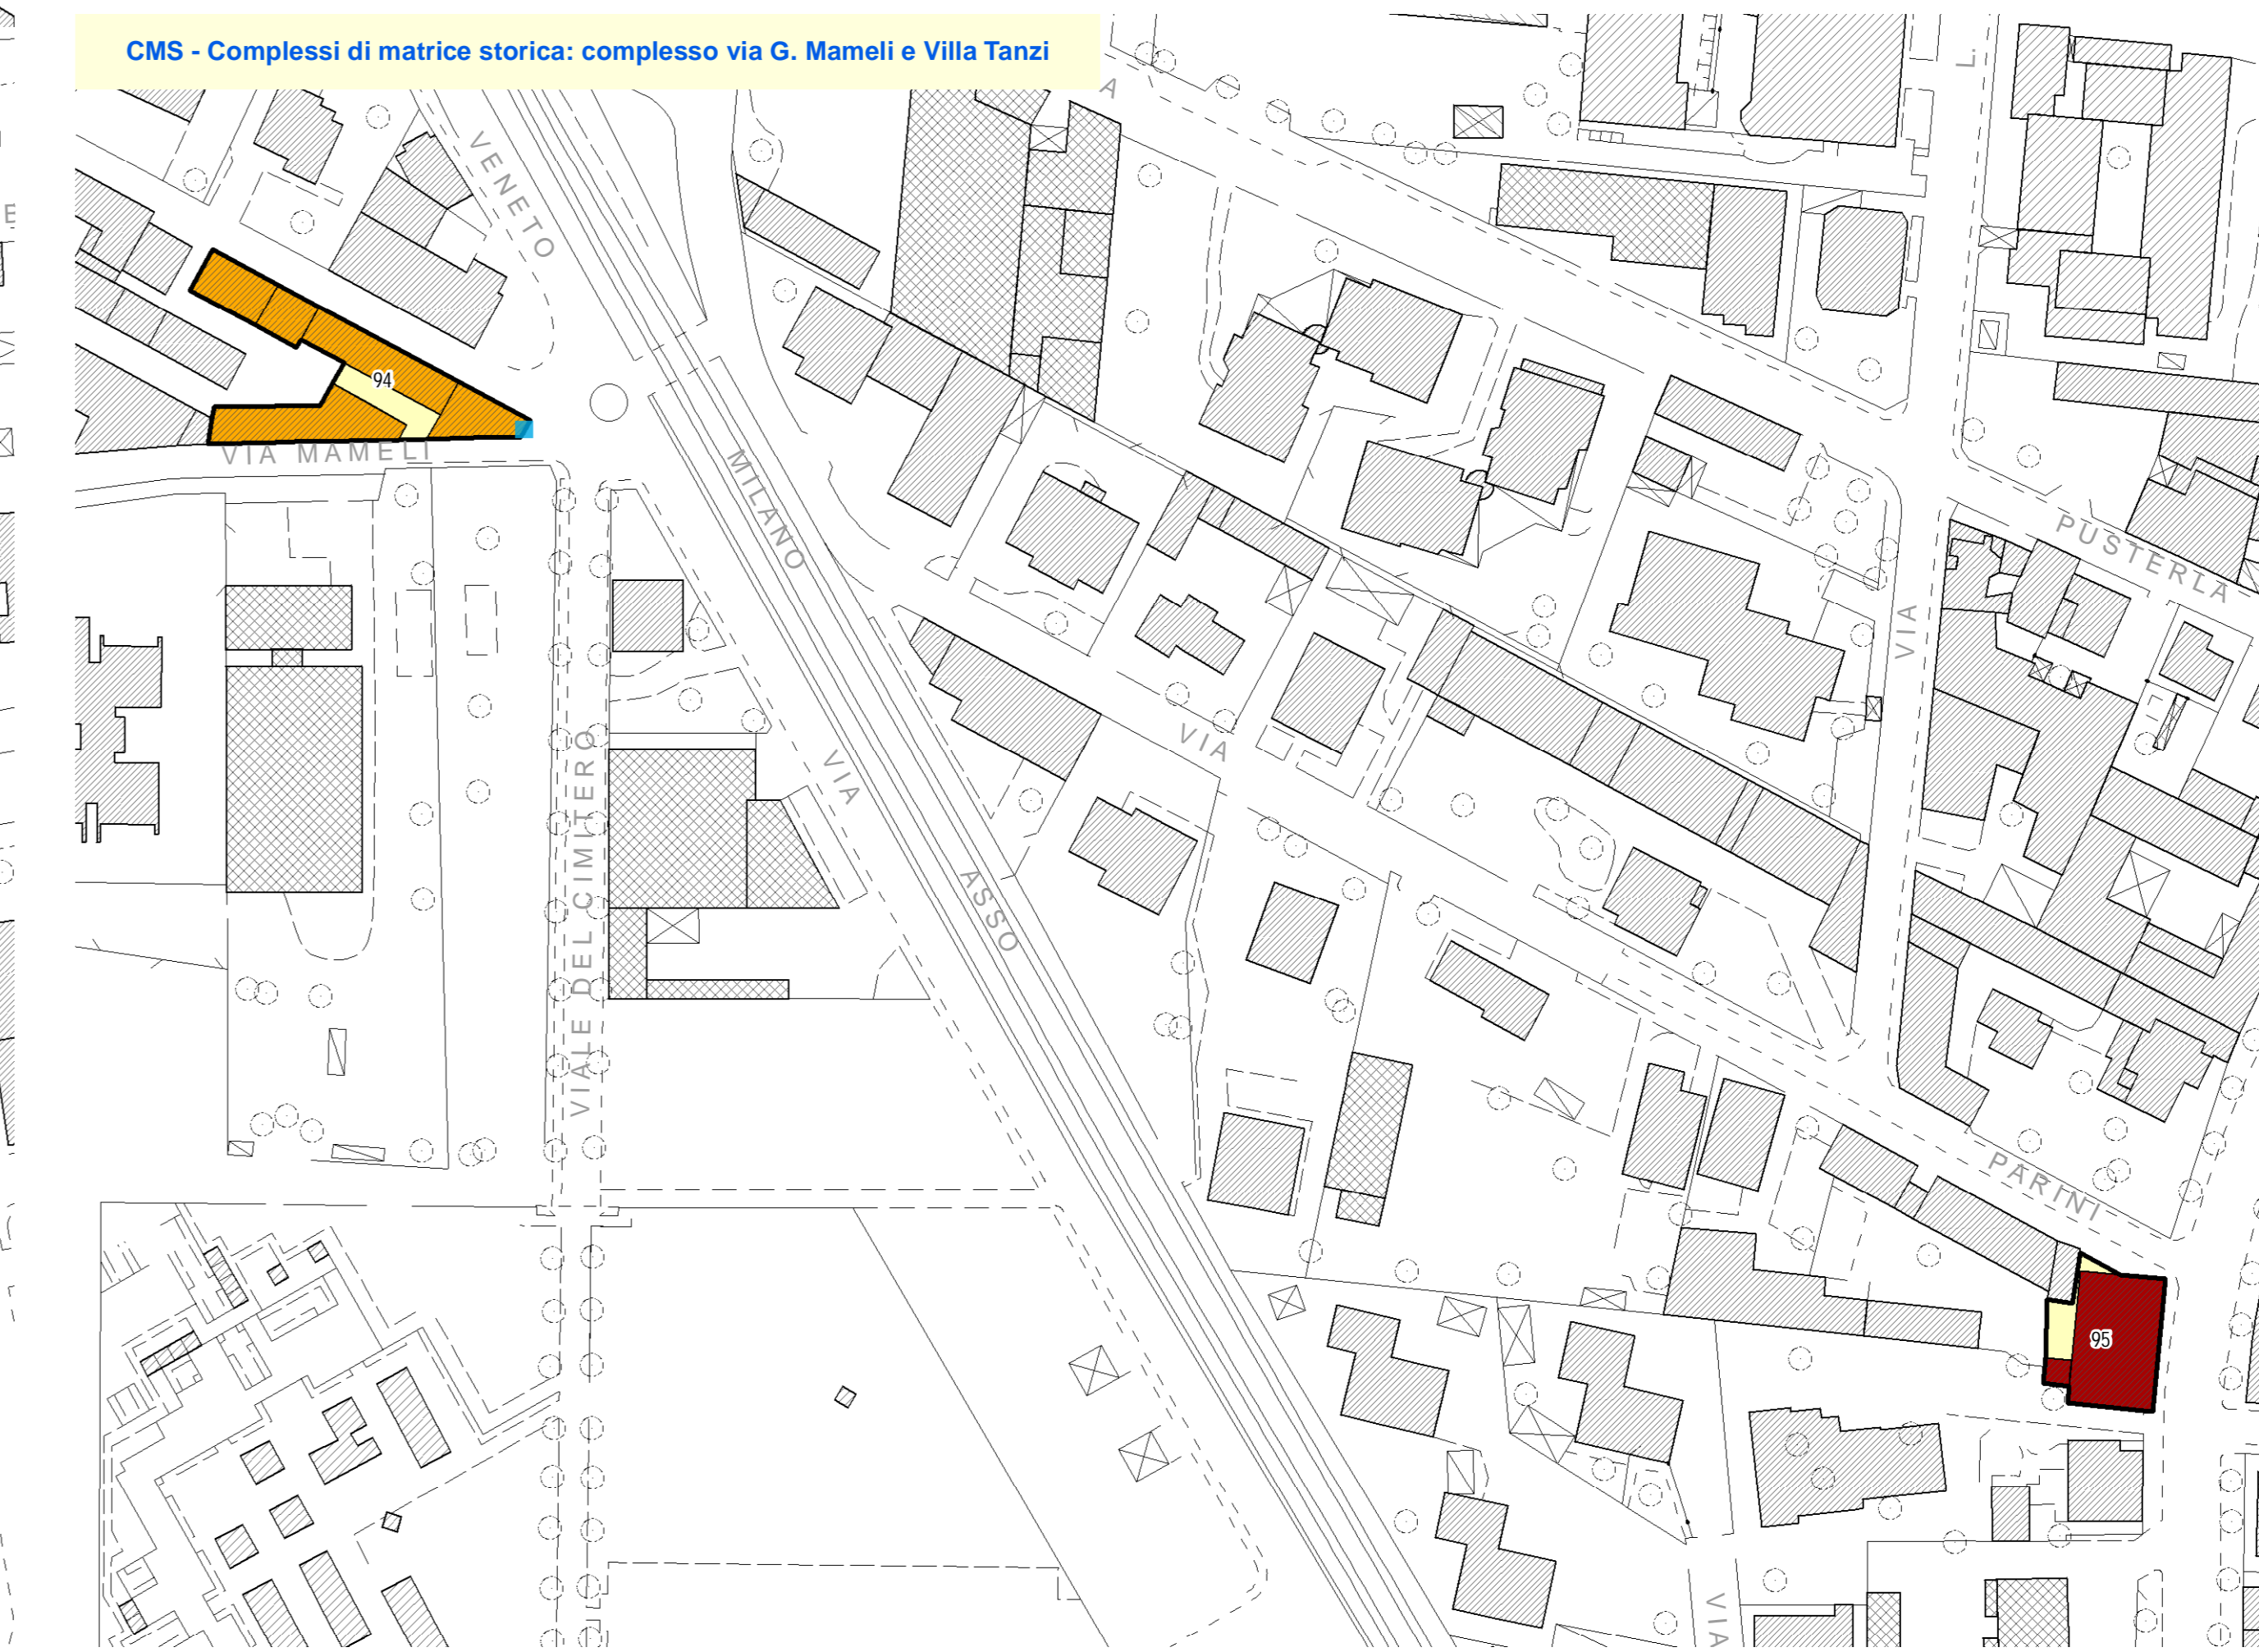 CMS - Complessi di matrice storica: complesso via G. Mameli e Villa Tanzi
A
L.
VENETO
E
94
VIA MAMELI
MILANO
PUSTERLA
VIA
VIA
VIA
VIALE DEL CIMITERO
ASSO
PARINI
95
VIA